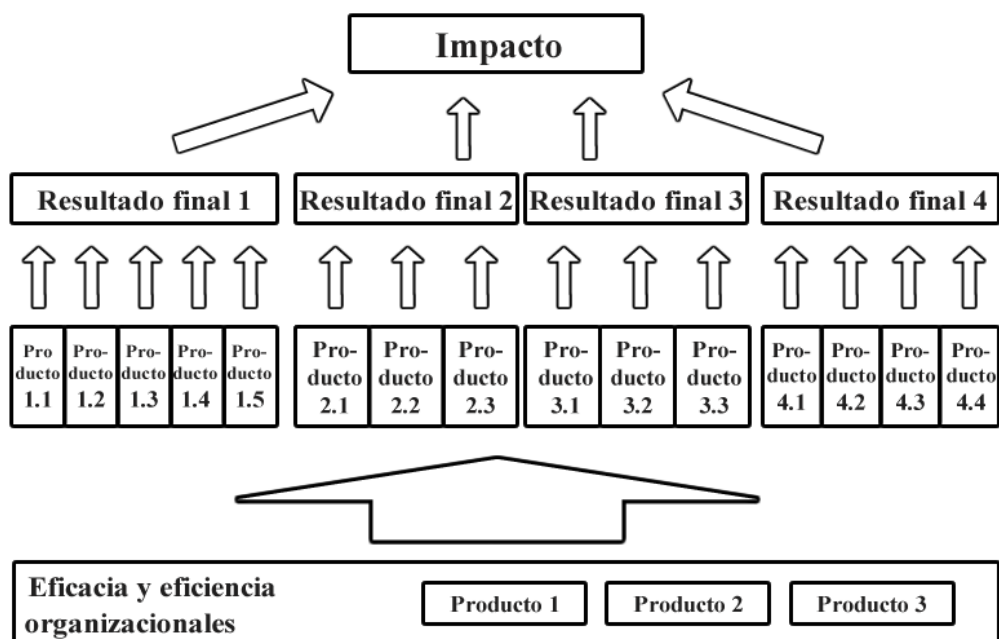 Impacto
Resultado final 1
Resultado final 2
Resultado final 3
Resultado final 4
Pro
ducto
1.1
Pro-
ducto
1.2
Pro-
ducto
1.3
Pro-
ducto
1.4
Pro-
ducto
1.5
Pro-
ducto
2.1
Pro-
ducto
2.2
Pro-
ducto
2.3
Pro-
ducto
3.1
Pro-
ducto
3.2
Pro-
ducto
3.3
Pro-
ducto
4.1
Pro-
ducto
4.2
Pro-
ducto
4.3
Pro-
ducto
4.4
Eficacia y eficiencia
organizacionales
Producto 1
Producto 2
Producto 3